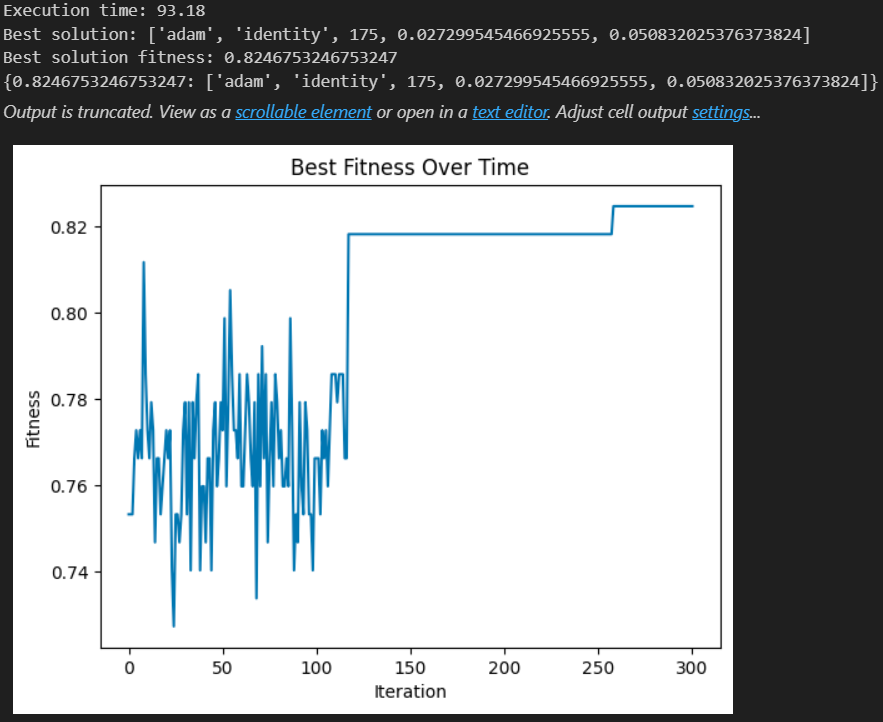 Execution time: 93.18
Best solution: ['adam', 'identity', 175, 0.027299545466925555, 0.050832025376373824]
Best solution fitness: 0.8246753246753247
{0.8246753246753247: ['adam', 'identity', 175, 0.027299545466925555, 0.050832025376373824]}
Output is truncated. View as a scrollable element or open in a text editor. Adjust cell output settings...
Best Fitness Over Time
0.82
0.80
0.78
0.76
0.74
Fitness
0 50 100 150 200 250 300
Iteration